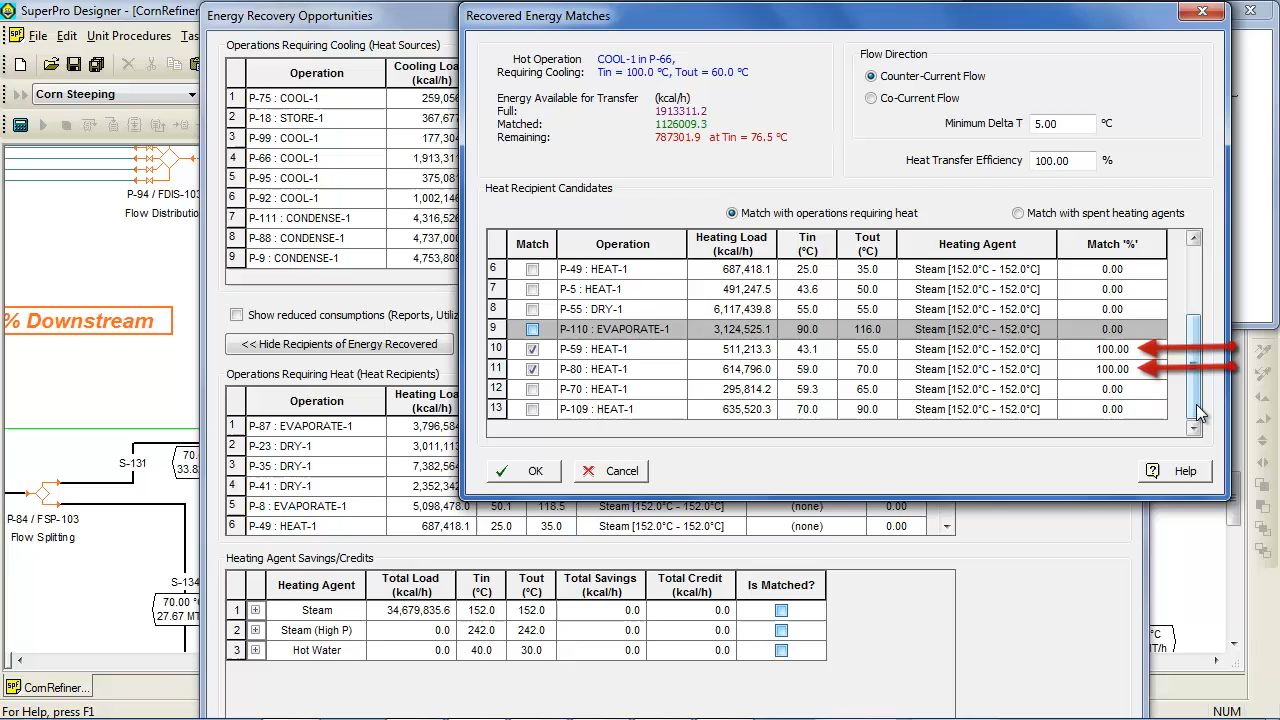 SuperPro Designer - [CornRefiner
File Edit Unit Procedures Tas
Corn Steeping
P-94 / FDIS-103
Flow Distributio
% Downstream
S-131
70.
33.8
P-84 / FSP-103
Flow Splitting
S-134
70.00 °
27.67 MT
CornRefiner...
For Help, press F1
NUM
°C
MT/h
Energy Recovery Opportunities
Operations Requiring Cooling (Heat Sources)
Operation Cooling Loa
(kcal/h)
1 P-75 : COOL-1 259,056
2 P-18 : STORE-1 367,677
3 P-99 : COOL-1 177,304
4 P-66 : COOL-1 1,913,311
5 P-95 : COOL-1 375,081
6 P-92 : COOL-1 1,002,146
7 P-111 : CONDENSE-1 4,316,526
8 P-88 : CONDENSE-1 4,737,000
9 P-9 : CONDENSE-1 4,753,808
Show reduced consumptions (Reports, Utiliz
<< Hide Recipients of Energy Recovered
Operations Requiring Heat (Heat Recipients)
Operation Heating Loa
(kcal/h)
1 P-87 : EVAPORATE-1 3,796,584
2 P-23 : DRY-1 3,011,113
3 P-35 : DRY-1 7,382,564
4 P-41 : DRY-1 2,352,342
5 P-8 : EVAPORATE-1 5,098,478.0 50.1 118.5 Steam [152.0°C - 152.0°C] (none) 0.00
6 P-49 : HEAT-1 687,418.1 25.0 35.0 Steam [152.0°C - 152.0°C] (none) 0.00
Heating Agent Savings/Credits
Heating Agent Total Load Tin Tout Total Savings Total Credit Is Matched?
(kcal/h) (°C) (°C) (kcal/h) (kcal/h)
1 Steam 34,679,835.6 152.0 152.0 0.0 0.0
2 Steam (High P) 0.0 242.0 242.0 0.0 0.0
3 Hot Water 0.0 40.0 30.0 0.0 0.0
Recovered Energy Matches
Hot Operation COOL-1 in P-66,
Requiring Cooling: Tin = 100.0 °C, Tout = 60.0 °C
Energy Available for Transfer (kcal/h)
Full: 1913311.2
Matched: 1126009.3
Remaining: 787301.9 at Tin = 76.5 °C
Flow Direction
Counter-Current Flow
Co-Current Flow
Minimum Delta T 5.00 °C
Heat Transfer Efficiency 100.00 %
Heat Recipient Candidates
Match with operations requiring heat Match with spent heating agents
Match Operation Heating Load Tin Tout Heating Agent Match '%'
(kcal/h) (°C) (°C)
6 P-49 : HEAT-1 687,418.1 25.0 35.0 Steam [152.0°C - 152.0°C] 0.00
7 P-5 : HEAT-1 491,247.5 43.6 50.0 Steam [152.0°C - 152.0°C] 0.00
8 P-55 : DRY-1 6,117,439.8 55.0 55.0 Steam [152.0°C - 152.0°C] 0.00
9 P-110 : EVAPORATE-1 3,124,525.1 90.0 116.0 Steam [152.0°C - 152.0°C] 0.00
10 P-59 : HEAT-1 511,213.3 43.1 55.0 Steam [152.0°C - 152.0°C] 100.00
11 P-80 : HEAT-1 614,796.0 59.0 70.0 Steam [152.0°C - 152.0°C] 100.00
12 P-70 : HEAT-1 295,814.2 59.3 65.0 Steam [152.0°C - 152.0°C] 0.00
13 P-109 : HEAT-1 635,520.3 70.0 90.0 Steam [152.0°C - 152.0°C] 0.00
OK Cancel Help